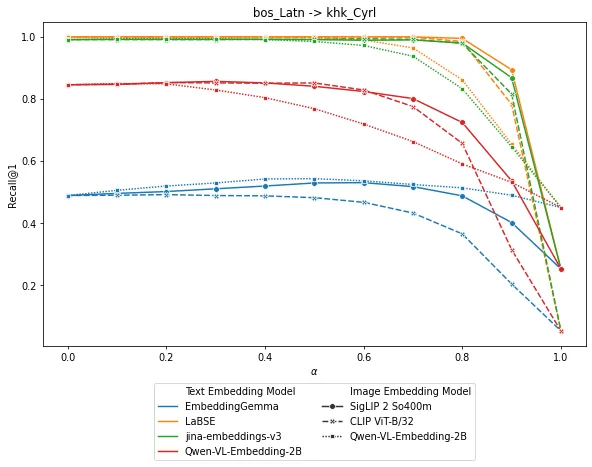 bos_Latn -> khk_Cyrl
Recall@1
1.0
0.8
0.6
0.4
0.2
0.0
0.2
0.4
0.6
0.8
1.0
α
Text Embedding Model
EmbeddingGemma
LaBSE
jina-embeddings-v3
Qwen-VL-Embedding-2B
Image Embedding Model
SigLIP 2 So400m
CLIP ViT-B/32
Qwen-VL-Embedding-2B